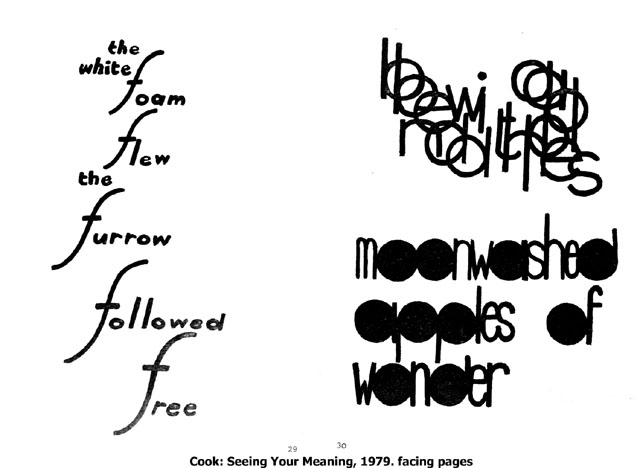 the
white
foam
flew
the
furrow
followed
free
moonwashed
apples of
wonder
29 30
Cook: Seeing Your Meaning, 1979. facing pages